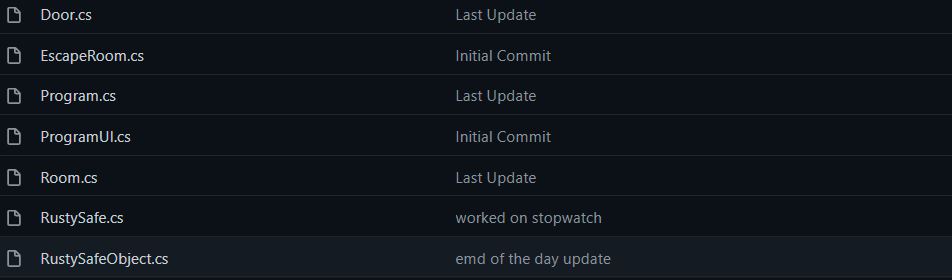 Door.cs Last Update
EscapeRoom.cs Initial Commit
Program.cs Last Update
ProgramUI.cs Initial Commit
Room.cs Last Update
RustySafe.cs worked on stopwatch
RustySafeObject.cs emd of the day update